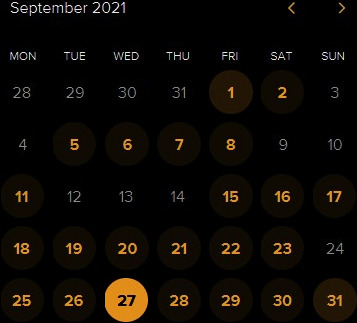 September 2021
MON TUE WED THU FRI SAT SUN
28 29 30 31 1 2 3
4 5 6 7 8 9 10
11 12 13 14 15 16 17
18 19 20 21 22 23 24
25 26 27 28 29 30 31